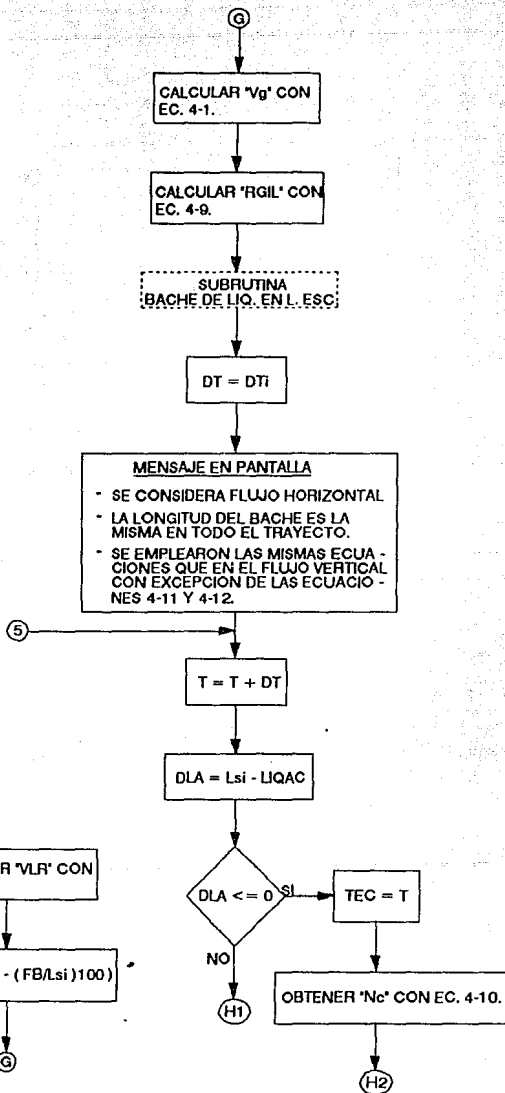 G
CALCULAR "Vg" CON
EC. 4-1.
CALCULAR "RGIL" CON
EC. 4-9.
SUBRUTINA
BACHE DE LIQ. EN L. ESC
DT = DTi
MENSAJE EN PANTALLA
- SE CONSIDERA FLUJO HORIZONTAL
- LA LONGITUD DEL BACHE ES LA
MISMA EN TODO EL TRAYECTO.
- SE EMPLEARON LAS MISMAS ECUA -
CIONES QUE EN EL FLUJO VERTICAL
CON EXCEPCION DE LAS ECUACIO -
NES 4-11 Y 4-12.
5
T = T + DT
DLA = Lsi - LIQAC
DLA <= 0
SI
TEC = T
NO
H1
OBTENER "Nc" CON EC. 4-10.
H2
R "VLR" CON
- ( FB/Lsi )100)
G